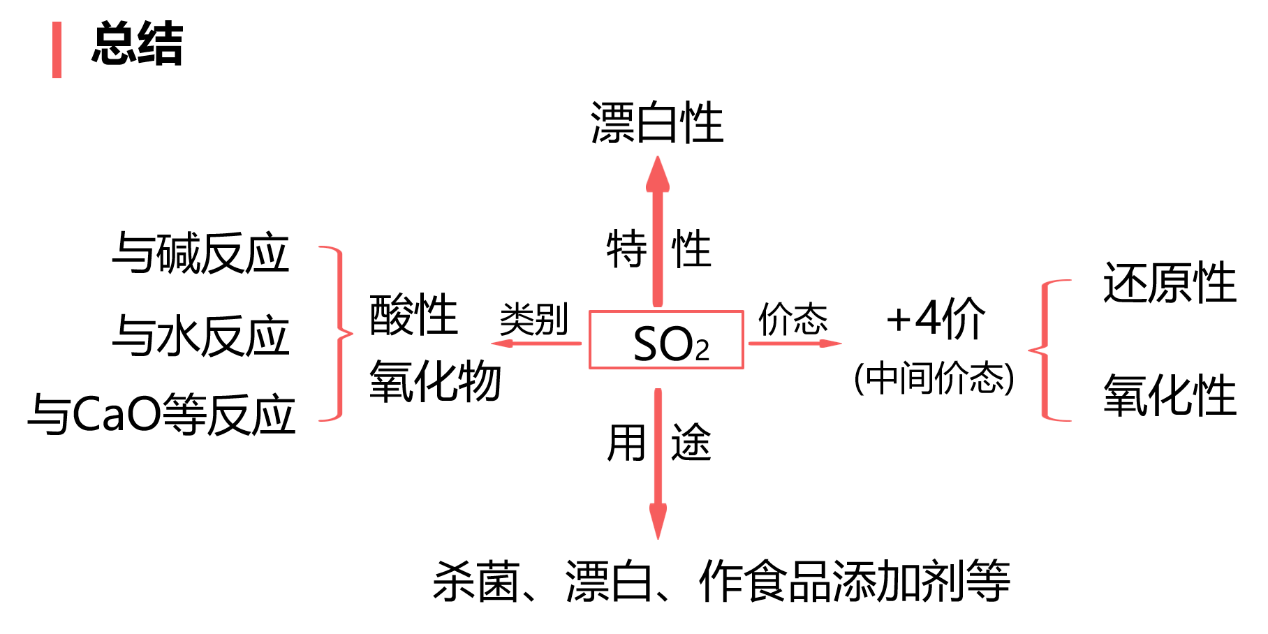 总结
漂白性
特性
与碱反应
与水反应
与CaO等反应
酸性
氧化物
类别
SO₂
价态
+4价
(中间价态)
还原性
氧化性
用途
杀菌、漂白、作食品添加剂等